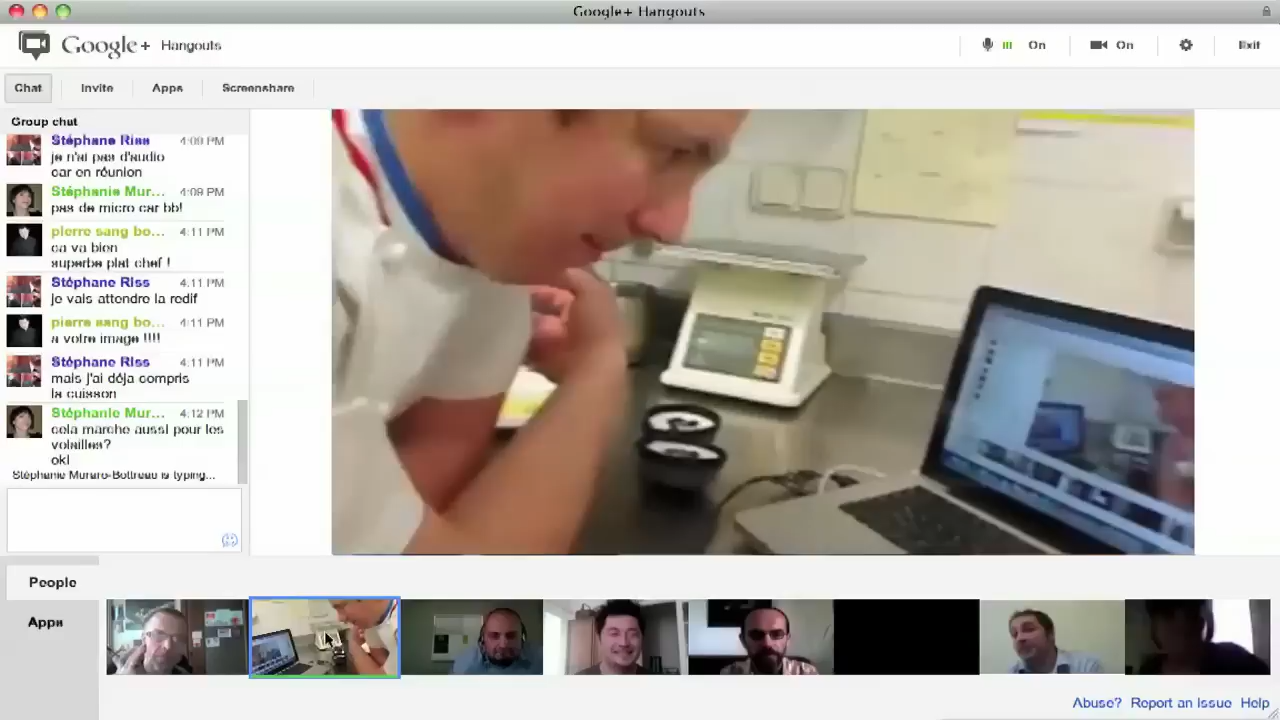 Google+ Hangouts
Google+ Hangouts
On
On
Exit
Chat
Invite
Apps
Screenshare
Group chat
Stéphane Riss 4:09 PM
je n'ai pas d'audio
car en réunion
Stéphanie Mur... 4:09 PM
pas de micro car bb!
pierre sang bo... 4:11 PM
ca va bien
superbe plat chef !
Stéphane Riss 4:11 PM
je vais attendre la redif
pierre sang bo... 4:11 PM
a votre image !!!!
Stéphane Riss 4:11 PM
mais j'ai déja compris
la cuisson
Stéphanie Mur... 4:12 PM
cela marche aussi pour les
volailles?
ok!
Stéphanie Muraro-Bottreau is typing...
People
Apps
Abuse? Report an Issue Help